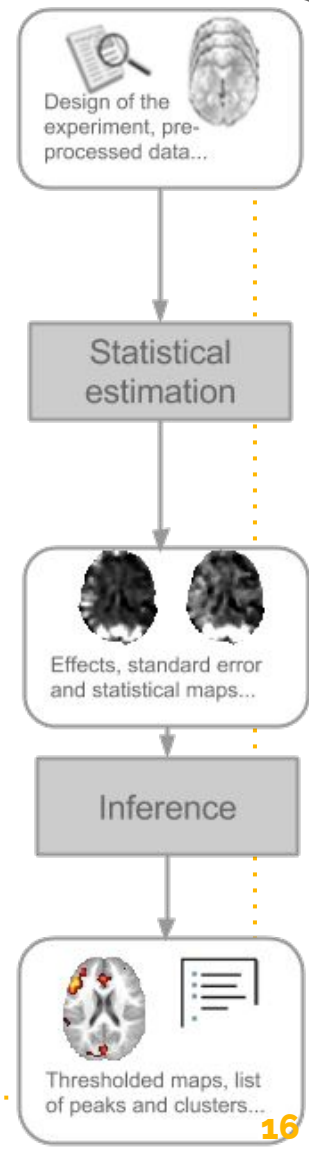 Design of the
experiment, pre-
processed data...
Statistical
estimation
Effects, standard error
and statistical maps...
Inference
Thresholded maps, list
of peaks and clusters...
16